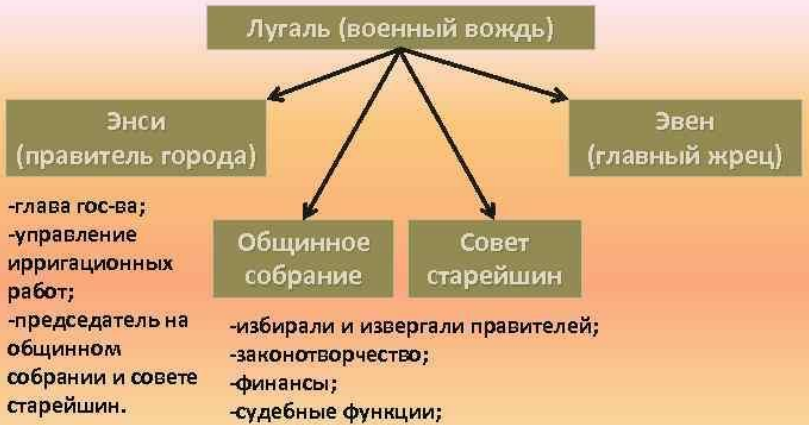 Лугаль (военный вождь)
Энси
(правитель города)
Эвен
(главный жрец)
-глава гос-ва;
-управление
ирригационных
работ;
-председатель на
общинном
собрании и совете
старейшин.
Общинное
собрание
Совет
старейшин
-избирали и извергали правителей;
-законотворчество;
-финансы;
-судебные функции;